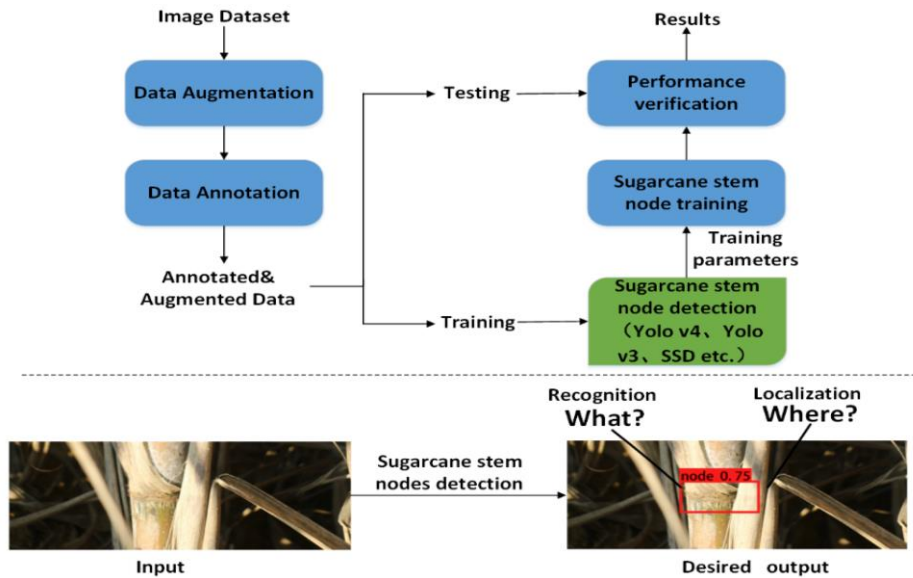 Image Dataset
Data Augmentation
Data Annotation
Annotated&
Augmented Data
Testing
Training
Results
Performance
verification
Sugarcane stem
node training
Training
parameters
Sugarcane stem
node detection
（Yolo v4、Yolo
v3、SSD etc.）
Recognition
What?
Localization
Where?
Sugarcane stem
nodes detection
node 0.75
Input
Desired output